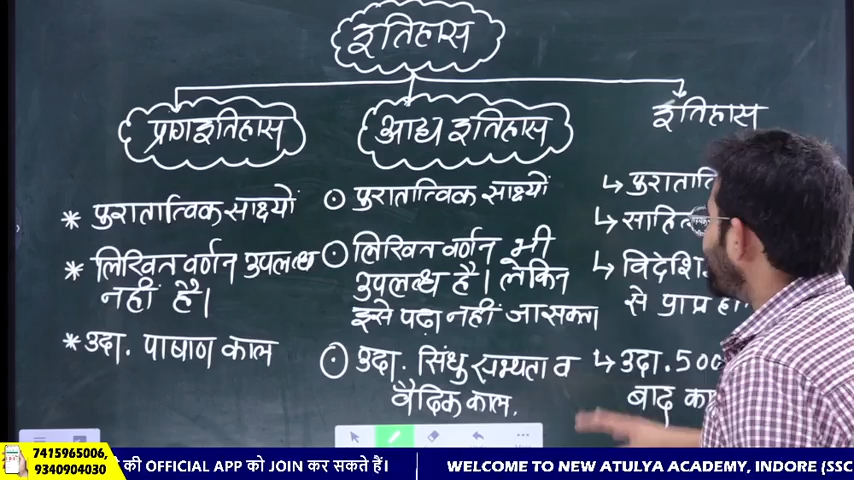 इतिहास
प्रागइतिहास
आद्य इतिहास
इतिहास
* पुरातात्विक साक्ष्यों
* लिखित वर्णन उपलब्ध
नहीं है।
* उदा. पाषाण काल
पुरातात्विक साक्ष्यों
लिखित वर्णन भी
उपलब्ध है। लेकिन
इसे पढ़ा नहीं जा सकता
उदा. सिंधु सभ्यता व
वैदिक काल.
↳
↳
↳
से प्राप्त
↳ उदा.
बाद
7415965006,
9340904030
की OFFICIAL APP को JOIN कर सकते हैं।
WELCOME TO NEW ATULYA ACADEMY, INDORE (SSC